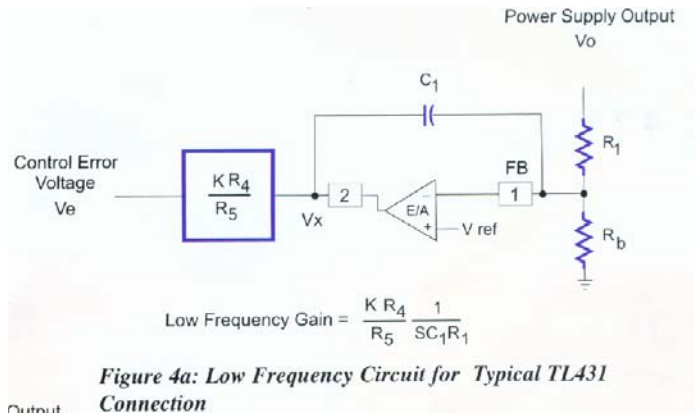 Power Supply Output
Vo
C1
R1
Control Error
Voltage
Ve
K R4
R5
Vx
2
E/A
−
+
V ref
FB
1
Rb
Low Frequency Gain = K R4 / R5 1 / SC1R1
Figure 4a: Low Frequency Circuit for Typical TL431
Connection
Output